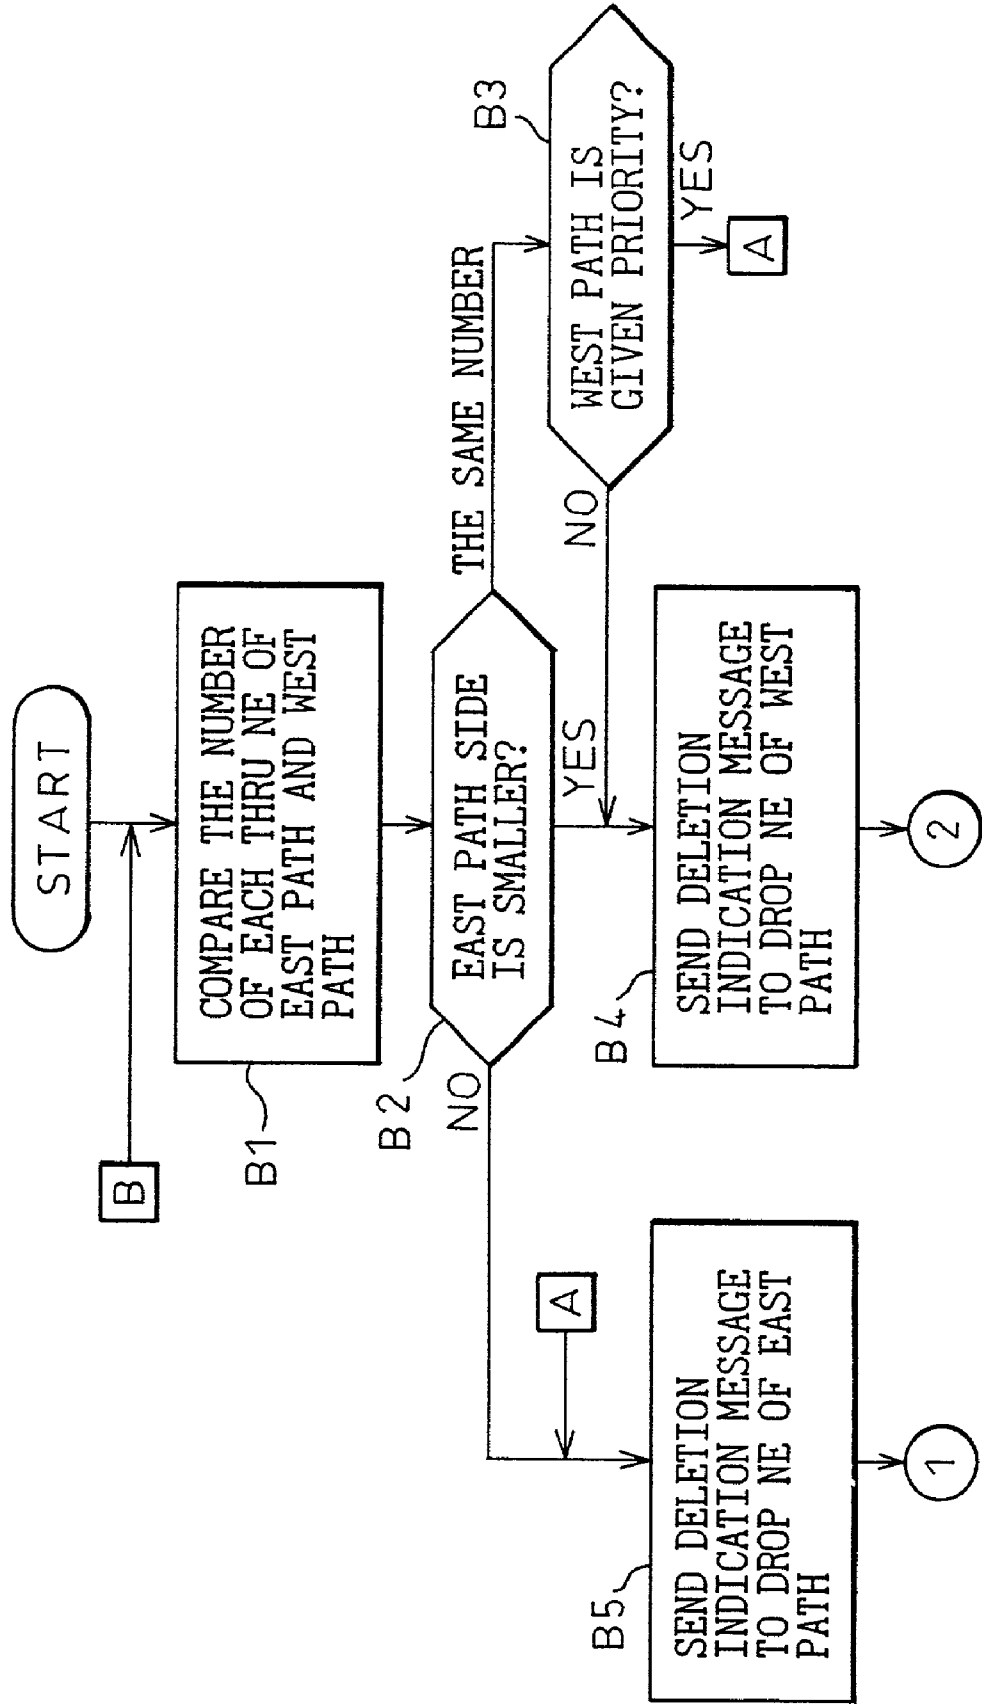 START
B
COMPARE THE NUMBER
OF EACH THRU NE OF
EAST PATH AND WEST
PATH
B1
EAST PATH SIDE
IS SMALLER?
B2
NO
YES
THE SAME NUMBER
WEST PATH IS
GIVEN PRIORITY?
B3
NO
YES
A
A
SEND DELETION
INDICATION MESSAGE
TO DROP NE OF EAST
PATH
B5
1
SEND DELETION
INDICATION MESSAGE
TO DROP NE OF WEST
PATH
B4
2